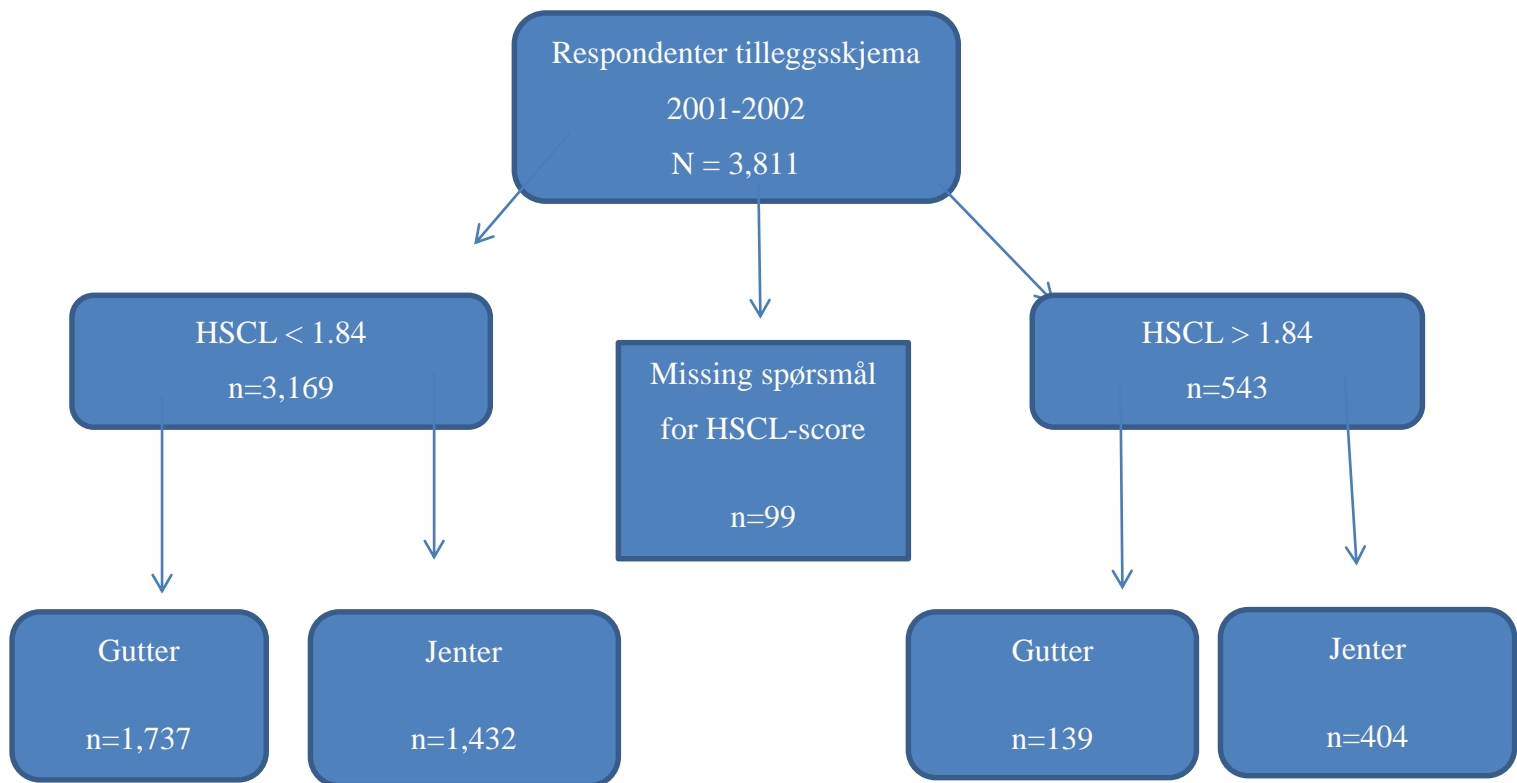 Respondenter tilleggsskjema
2001-2002
N = 3,811
HSCL < 1.84
n=3,169
Missing spørsmål
for HSCL-score
n=99
HSCL > 1.84
n=543
Gutter
n=1,737
Jenter
n=1,432
Gutter
n=139
Jenter
n=404